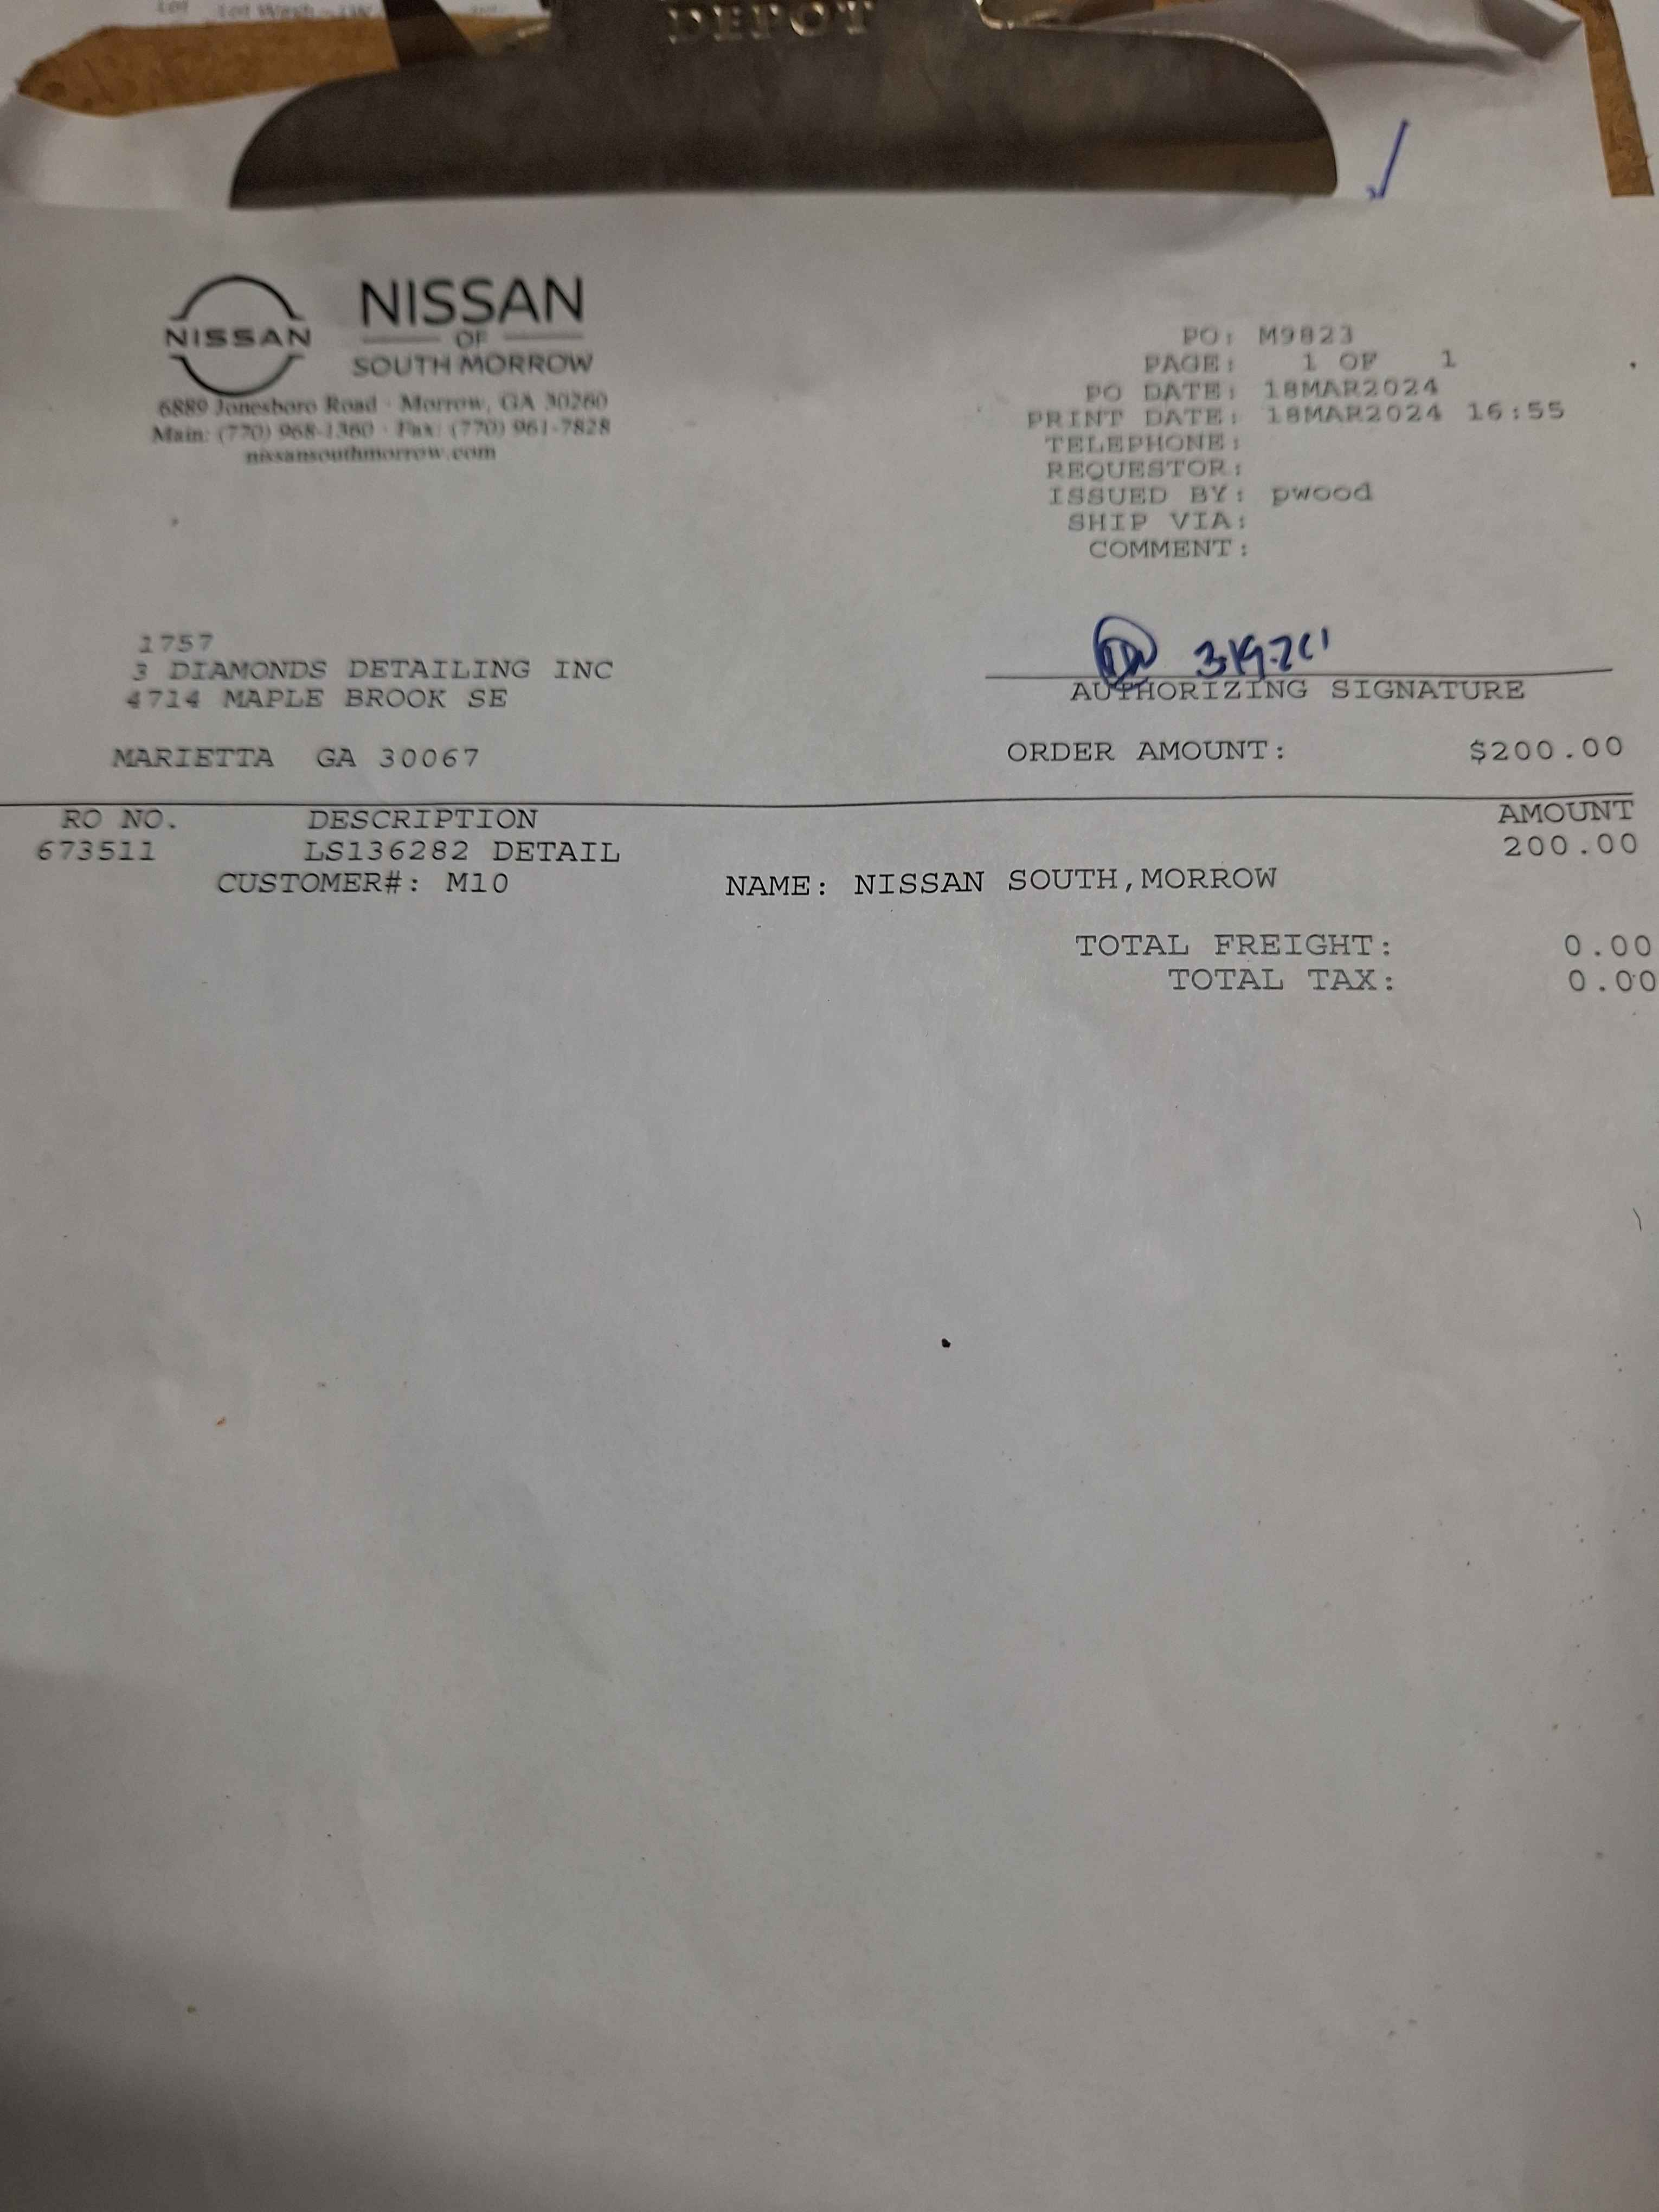 DEPOT
NISSAN
NISSAN
OF
SOUTH MORROW
6889 Jonesboro Road · Morrow, GA 30260
Main: (770) 968-1360 · Fax: (770) 961-7828
nissansouthmorrow.com
PO: M9823
PAGE: 1 OF 1
PO DATE: 18MAR2024
PRINT DATE: 18MAR2024 16:55
TELEPHONE:
REQUESTOR:
ISSUED BY: pwood
SHIP VIA:
COMMENT:
1757
3 DIAMONDS DETAILING INC
4714 MAPLE BROOK SE
MARIETTA GA 30067
AUTHORIZING SIGNATURE
ORDER AMOUNT: $200.00
RO NO. DESCRIPTION AMOUNT
673511 LS136282 DETAIL 200.00
CUSTOMER#: M10 NAME: NISSAN SOUTH,MORROW
TOTAL FREIGHT: 0.00
TOTAL TAX: 0.00